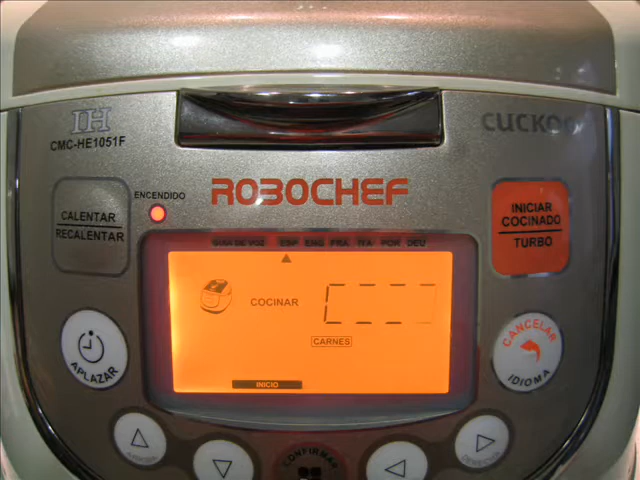 IH
CMC-HE1051F
CUCKOO
ROBOCHEF
ENCENDIDO
CALENTAR
RECALENTAR
INICIAR
COCINADO
TURBO
GUIA DE VOZ ESP ENG FRA ITA POR DEU
COCINAR
CARNES
INICIO
APLAZAR
CANCELAR
IDIOMA
CONFIRMAR
DERECHA